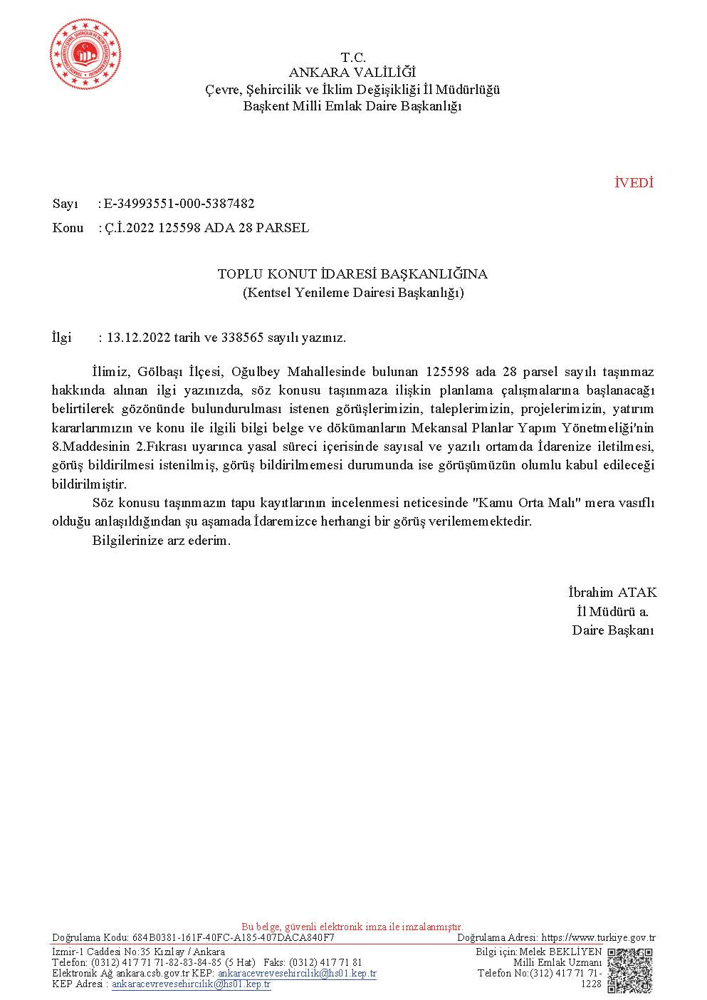 T.C.
ANKARA VALİLİĞİ
Çevre, Şehircilik ve İklim Değişikliği İl Müdürlüğü
Başkent Milli Emlak Daire Başkanlığı
İVEDİ
Sayı : E-34993551-000-5387482
Konu : Ç.İ.2022 125598 ADA 28 PARSEL
TOPLU KONUT İDARESİ BAŞKANLIĞINA
(Kentsel Yenileme Dairesi Başkanlığı)
İlgi : 13.12.2022 tarih ve 338565 sayılı yazınız.
İlimiz, Gölbaşı İlçesi, Oğulbey Mahallesinde bulunan 125598 ada 28 parsel sayılı taşınmaz
hakkında alınan ilgi yazınızda, söz konusu taşınmaza ilişkin planlama çalışmalarına başlanacağı
belirtilerek gözönünde bulundurulması istenen görüşlerimizin, taleplerimizin, projelerimizin, yatırım
kararlarımızın ve konu ile ilgili bilgi belge ve dökümanların Mekansal Planlar Yapım Yönetmeliği'nin
8.Maddesinin 2.Fıkrası uyarınca yasal süreci içerisinde sayısal ve yazılı ortamda İdarenize iletilmesi,
görüş bildirilmesi istenilmiş, görüş bildirilmemesi durumunda ise görüşümüzün olumlu kabul edileceği
bildirilmiştir.
Söz konusu taşınmazın tapu kayıtlarının incelenmesi neticesinde "Kamu Orta Malı" mera vasıflı
olduğu anlaşıldığından şu aşamada İdaremizce herhangi bir görüş verilememektedir.
Bilgilerinize arz ederim.
İbrahim ATAK
İl Müdürü a.
Daire Başkanı
Bu belge, güvenli elektronik imza ile imzalanmıştır.
Doğrulama Kodu: 684B0381-161F-40FC-A185-407DACA840F7 Doğrulama Adresi: https://www.turkiye.gov.tr
İzmir-1 Caddesi No:35 Kızılay / Ankara Bilgi için: Melek BEKLİYEN
Telefon: (0312) 417 71 71-82-83-84-85 (5 Hat) Faks: (0312) 417 71 81 Milli Emlak Uzmanı
Elektronik Ağ ankara.csb.gov.tr KEP: ankaracevrevesehircilik@hs01.kep.tr Telefon No:(312) 417 71 71-
KEP Adresi : ankaracevrevesehircilik@hs01.kep.tr 1228